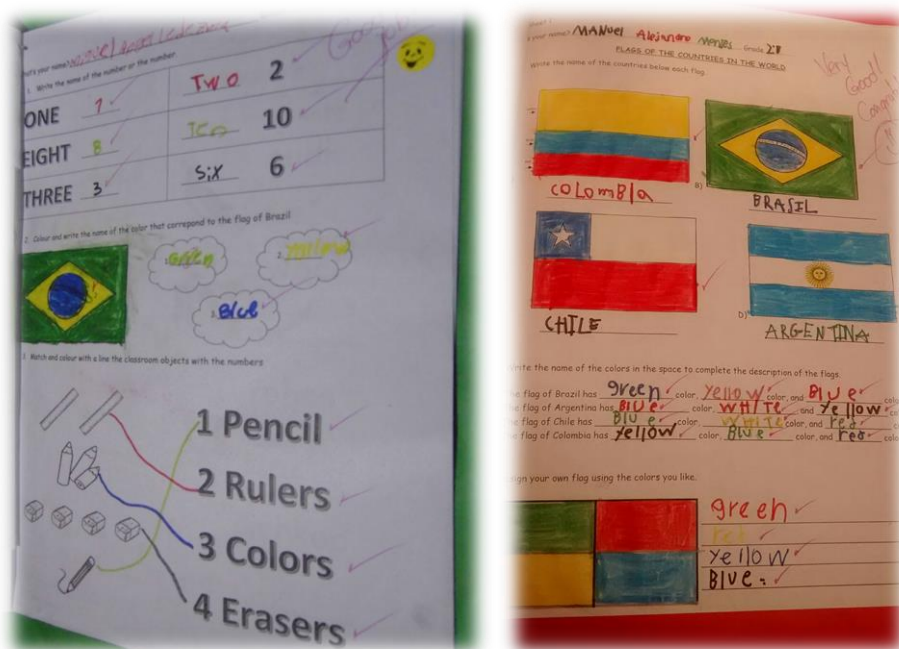 What's your name?
1. Write the name of the number or the number
Good
Job
ONE 1
TWO 2
EIGHT 8
Ten 10
THREE 3
Six 6
2. Colour and write the name of the color that correpond to the flag of Brazil
1. Green
2. Yellow
3. Blue
3. Match and colour with a line the classroom objects with the numbers
1 Pencil
2 Rulers
3 Colors
4 Erasers
your name? MANUel Alejandro Grade
FLAGS OF THE COUNTRIES IN THE WORLD
Write the name of the countries below each flag.
Very
Good!!
COLOmBIa
B) BRASIL
CHILE
D) ARGENTINA
Write the name of the colors in the space to complete the description of the flags.
flag of Brazil has green color, Yellow color, and BlUe
flag of Argentina has BlUe color, WHITe and Yellow
flag of Chile has BlUe color WHITe color, and red
flag of Colombia has Yellow color, BlUe color, and red
your own flag using the colors you like.
green
red
Yellow
BlUe